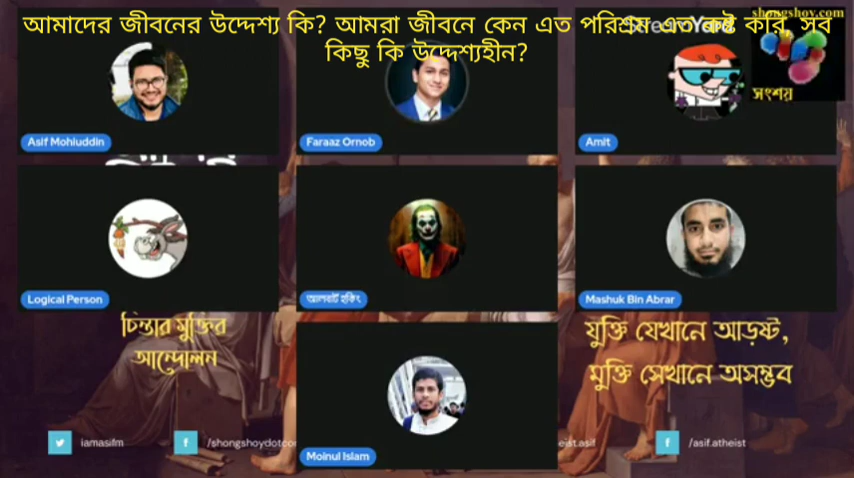 আমাদের জীবনের উদ্দেশ্য কি? আমরা জীবনে কেন এত পরিশ্রম এত কষ্ট করি, সব
কিছু কি উদ্দেশ্যহীন?
shongshoy.com
সংশয়
Asif Mohiuddin
Faraaz Ornob
Amit
Logical Person
আলবার্ট হকিং
Mashuk Bin Abrar
চিন্তার মুক্তির
আন্দোলন
যুক্তি যেখানে আড়ষ্ট,
মুক্তি সেখানে অসম্ভব
Moinul Islam
iamasifm
/shongshoydotcom
/asif.atheist